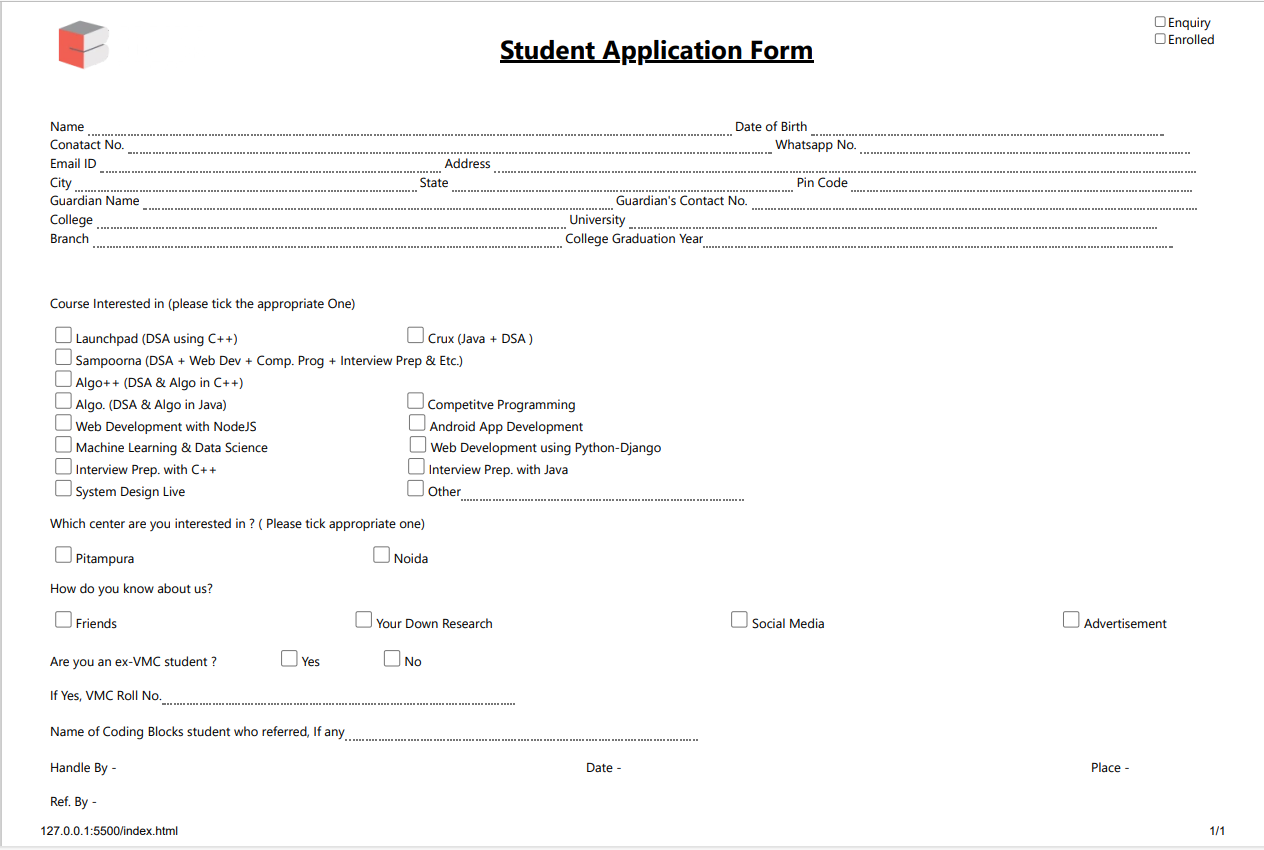 Enquiry
Enrolled
Student Application Form
Name Date of Birth
Conatact No. Whatsapp No.
Email ID Address
City State Pin Code
Guardian Name Guardian's Contact No.
College University
Branch College Graduation Year
Course Interested in (please tick the appropriate One)
Launchpad (DSA using C++) Crux (Java + DSA )
Sampoorna (DSA + Web Dev + Comp. Prog + Interview Prep & Etc.)
Algo++ (DSA & Algo in C++)
Algo. (DSA & Algo in Java) Competitve Programming
Web Development with NodeJS Android App Development
Machine Learning & Data Science Web Development using Python-Django
Interview Prep. with C++ Interview Prep. with Java
System Design Live Other
Which center are you interested in ? ( Please tick appropriate one)
Pitampura Noida
How do you know about us?
Friends Your Down Research Social Media Advertisement
Are you an ex-VMC student ? Yes No
If Yes, VMC Roll No.
Name of Coding Blocks student who referred, If any
Handle By - Date - Place -
Ref. By -
127.0.0.1:5500/index.html 1/1